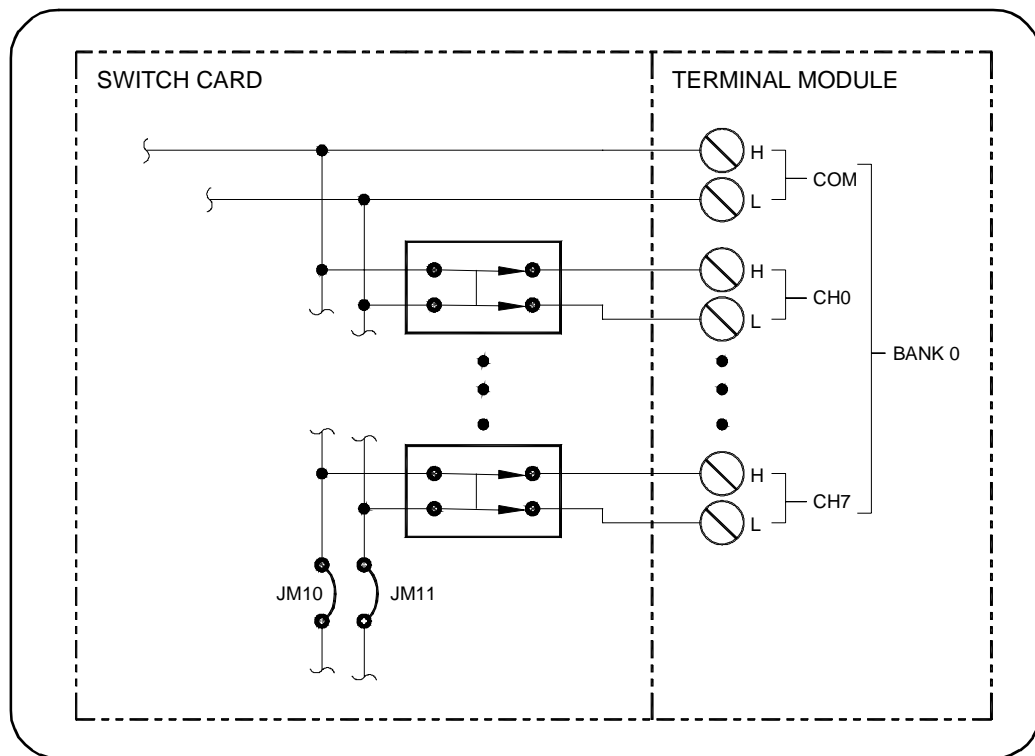 SWITCH CARD
TERMINAL MODULE
H
COM
L
H
CH0
L
BANK 0
H
CH7
L
JM10
JM11